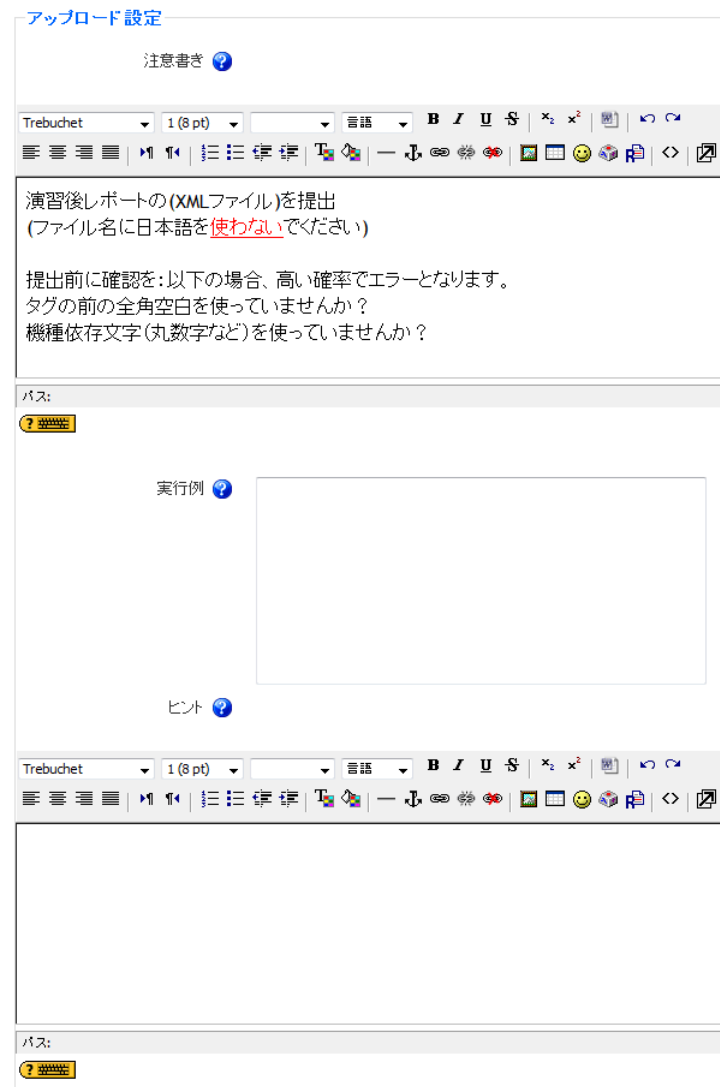 アップロード設定
注意書き
Trebuchet 1 (8 pt) 言語 B I U S x₂ x²
演習後レポートの(XMLファイル)を提出
(ファイル名に日本語を使わないでください)
提出前に確認を：以下の場合、高い確率でエラーとなります。
タグの前の全角空白を使っていませんか？
機種依存文字（丸数字など）を使っていませんか？
パス:
?
実行例
ヒント
Trebuchet 1 (8 pt) 言語 B I U S x₂ x²
パス:
?